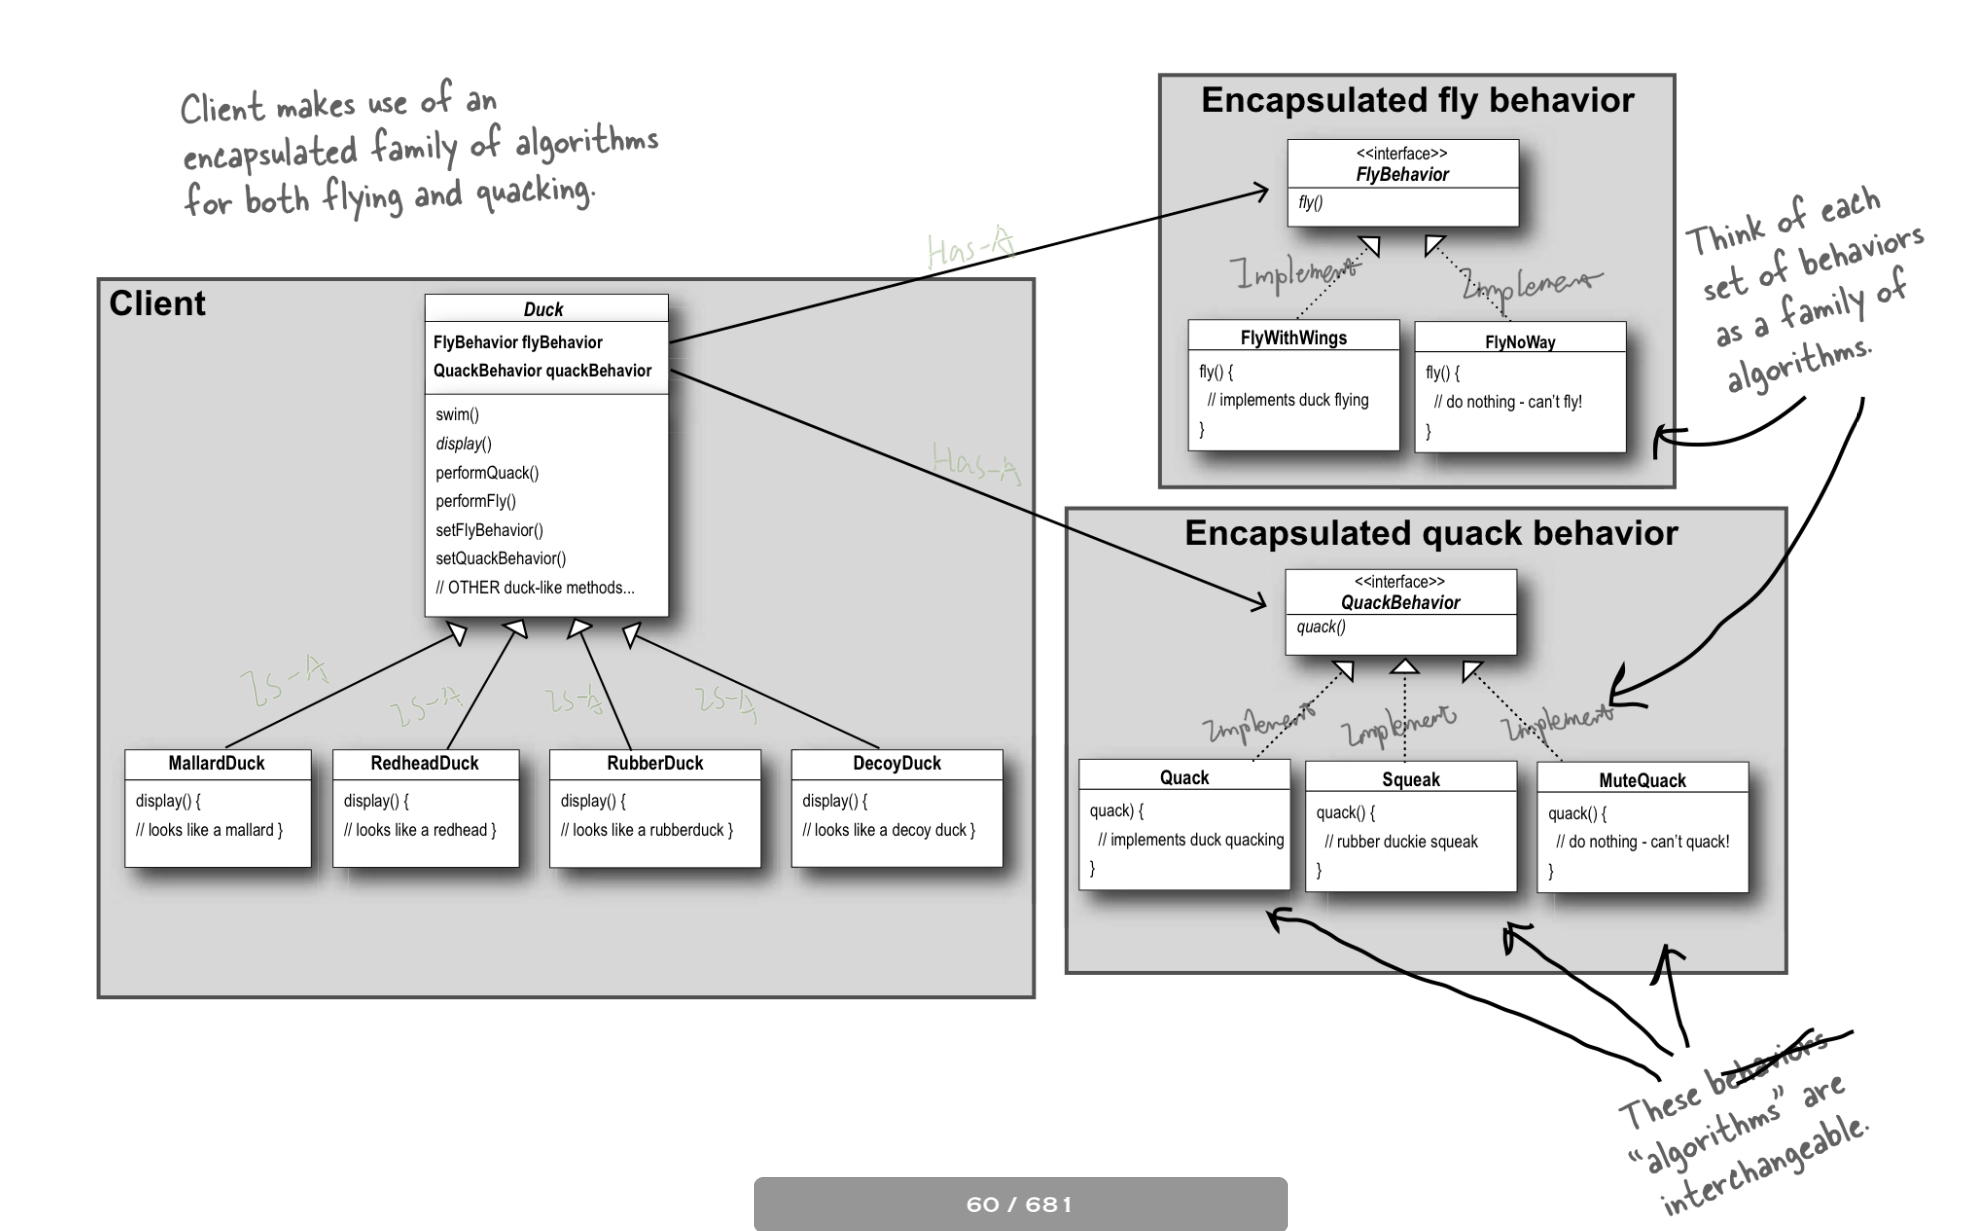 Client makes use of an
encapsulated family of algorithms
for both flying and quacking.
Client
Duck
FlyBehavior flyBehavior
QuackBehavior quackBehavior
swim()
display()
performQuack()
performFly()
setFlyBehavior()
setQuackBehavior()
// OTHER duck-like methods...
Has-A
Has-A
Is-A
Is-A
Is-A
Is-A
MallardDuck
display() {
// looks like a mallard }
RedheadDuck
display() {
// looks like a redhead }
RubberDuck
display() {
// looks like a rubberduck }
DecoyDuck
display() {
// looks like a decoy duck }
Encapsulated fly behavior
<<interface>>
FlyBehavior
fly()
Implement
Implement
FlyWithWings
fly() {
// implements duck flying
}
FlyNoWay
fly() {
// do nothing - can't fly!
}
Think of each
set of behaviors
as a family of
algorithms.
Encapsulated quack behavior
<<interface>>
QuackBehavior
quack()
Implement
Implement
Implement
Quack
quack) {
// implements duck quacking
}
Squeak
quack() {
// rubber duckie squeak
}
MuteQuack
quack() {
// do nothing - can't quack!
}
These behaviors
“algorithms” are
interchangeable.
60 / 681